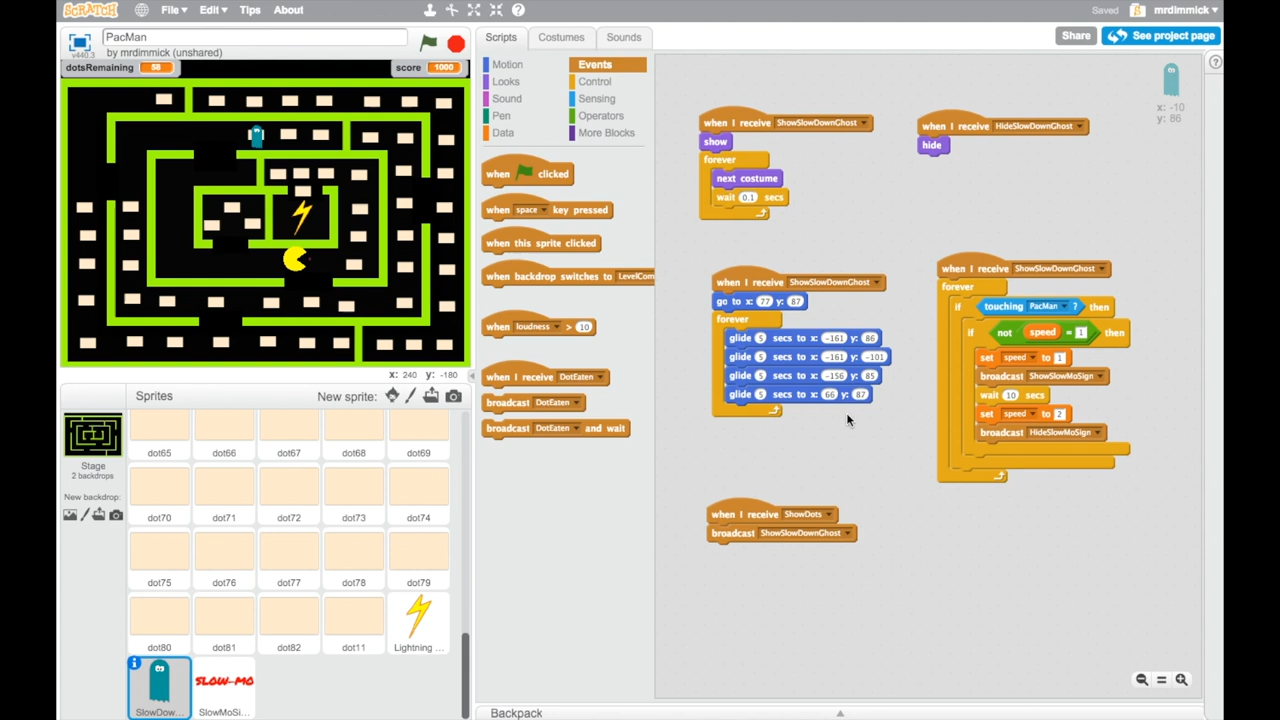 SCRATCH File Edit Tips About Saved mrdimmick
PacMan
v440.3 by mrdimmick (unshared)
Share See project page
dotsRemaining 58 score 1000
x: 240 y: -180
Sprites New sprite:
Stage
2 backdrops
New backdrop:
dot65 dot66 dot67 dot68 dot69
dot70 dot71 dot72 dot73 dot74
dot75 dot76 dot77 dot78 dot79
dot80 dot81 dot82 dot11 Lightning ...
SLOW-MO
SlowDow... SlowMoSi...
Scripts Costumes Sounds
Motion Events
Looks Control
Sound Sensing
Pen Operators
Data More Blocks
when clicked
when space key pressed
when this sprite clicked
when backdrop switches to LevelCom
when loudness > 10
when I receive DotEaten
broadcast DotEaten
broadcast DotEaten and wait
x: -10
y: 86
when I receive ShowSlowDownGhost
show
forever
next costume
wait 0.1 secs
when I receive HideSlowDownGhost
hide
when I receive ShowSlowDownGhost
go to x: 77 y: 87
forever
glide 5 secs to x: -161 y: 86
glide 5 secs to x: -161 y: -101
glide 5 secs to x: -156 y: 85
glide 5 secs to x: 66 y: 87
when I receive ShowSlowDownGhost
forever
if touching PacMan ? then
if not speed = 1 then
set speed to 1
broadcast ShowSlowMoSign
wait 10 secs
set speed to 2
broadcast HideSlowMoSign
when I receive ShowDots
broadcast ShowSlowDownGhost
Backpack